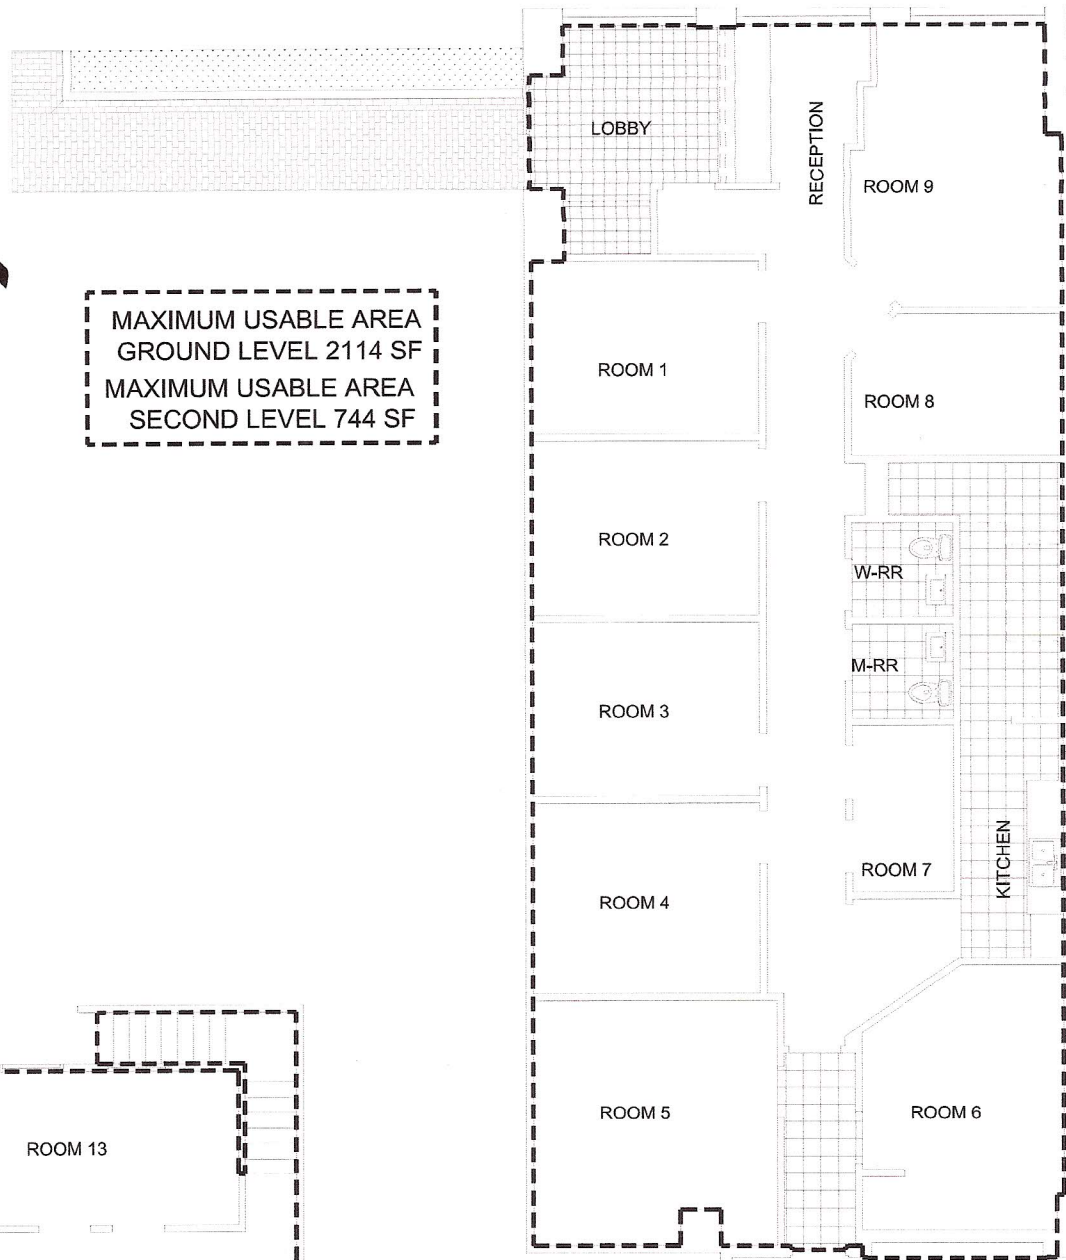 LOBBY
RECEPTION
ROOM 9
MAXIMUM USABLE AREA
GROUND LEVEL 2114 SF
MAXIMUM USABLE AREA
SECOND LEVEL 744 SF
ROOM 1
ROOM 8
ROOM 2
W-RR
M-RR
ROOM 3
KITCHEN
ROOM 7
ROOM 4
ROOM 5
ROOM 6
ROOM 13